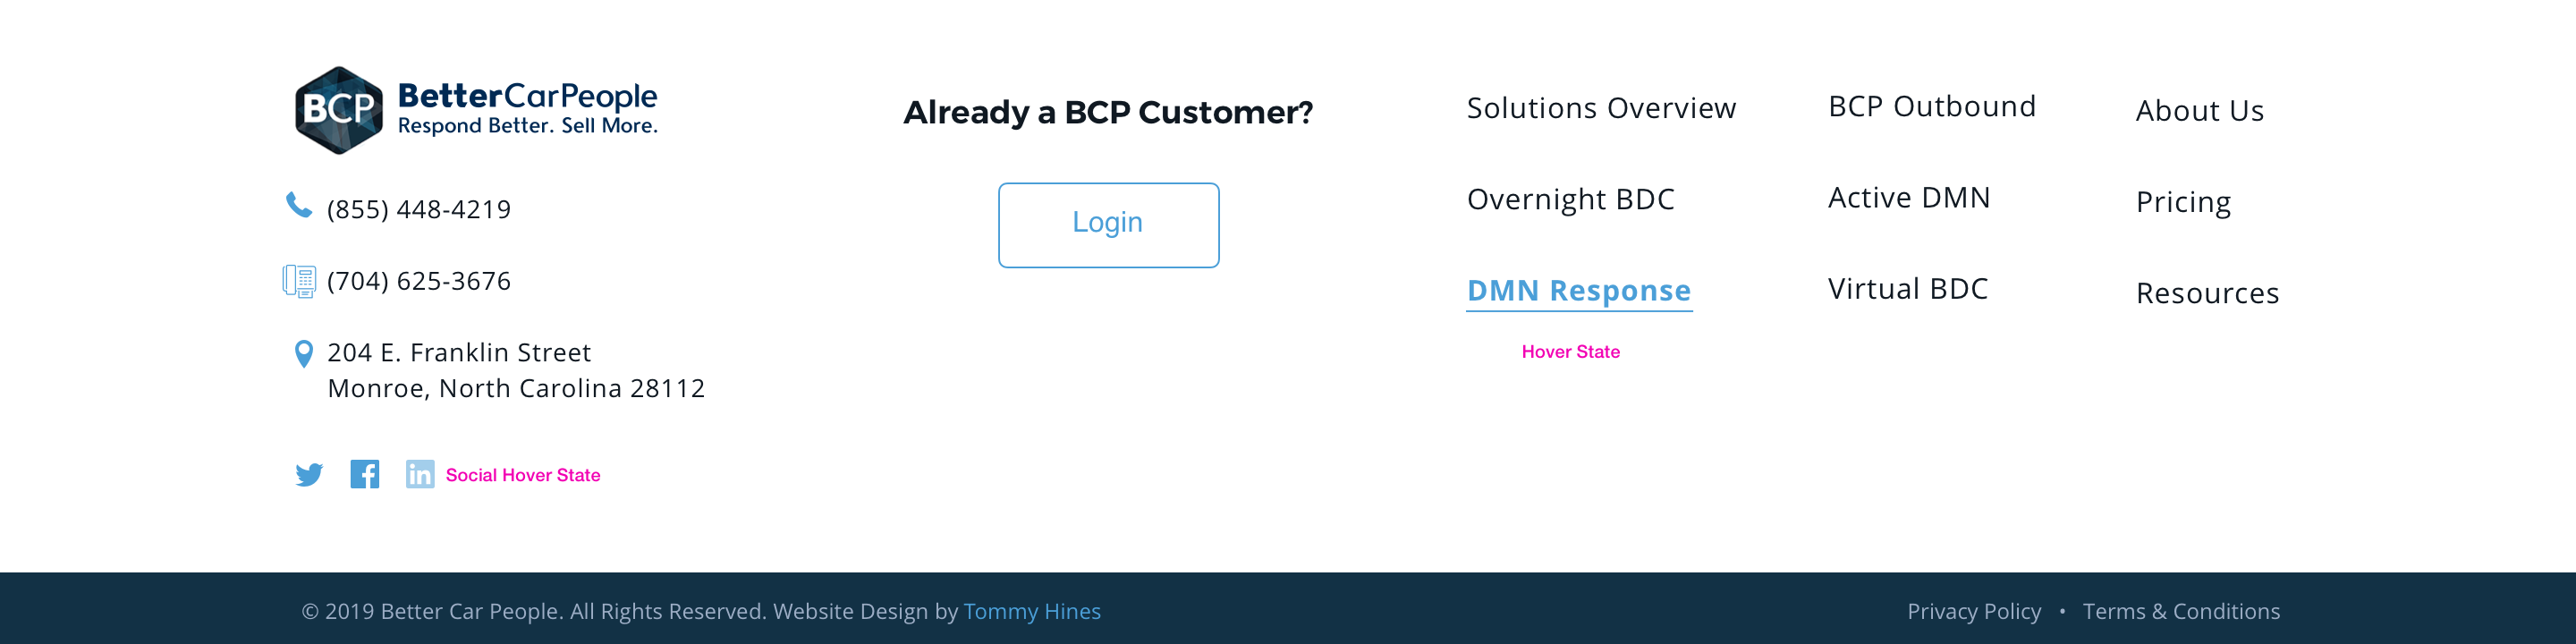 BCP
BetterCarPeople
Respond Better. Sell More.
(855) 448-4219
(704) 625-3676
204 E. Franklin Street
Monroe, North Carolina 28112
in Social Hover State
Already a BCP Customer?
Login
Solutions Overview
Overnight BDC
DMN Response
Hover State
BCP Outbound
Active DMN
Virtual BDC
About Us
Pricing
Resources
© 2019 Better Car People. All Rights Reserved. Website Design by Tommy Hines
Privacy Policy • Terms & Conditions